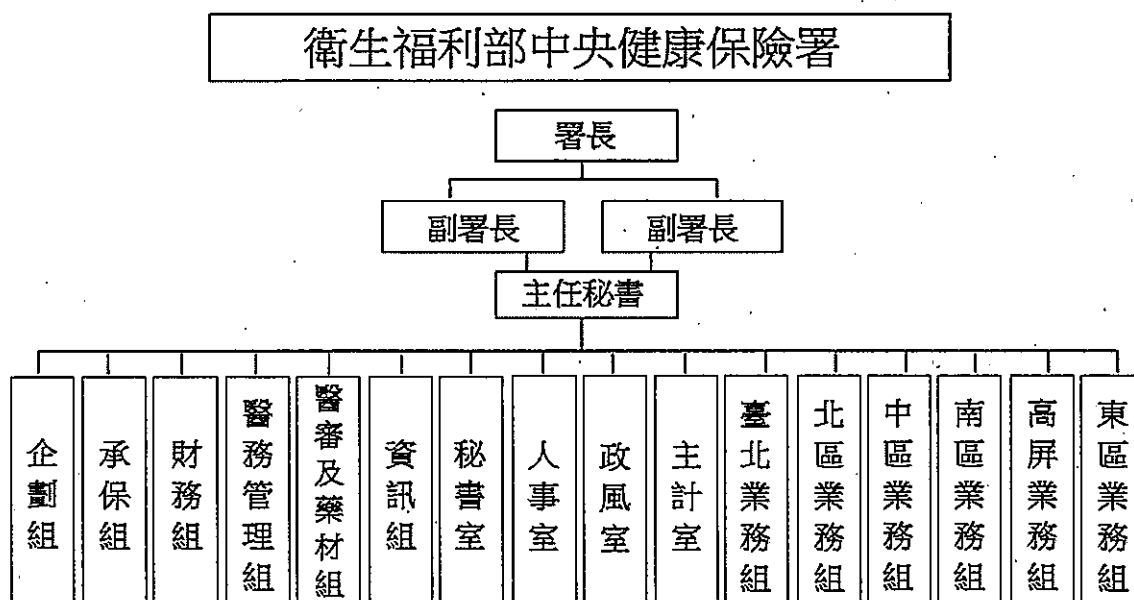 衛生福利部中央健康保險署
署長
副署長
副署長
主任秘書
企劃組
承保組
財務組
醫務管理組
醫審及藥材組
資訊組
秘書室
人事室
政風室
主計室
臺北業務組
北區業務組
中區業務組
南區業務組
高屏業務組
東區業務組